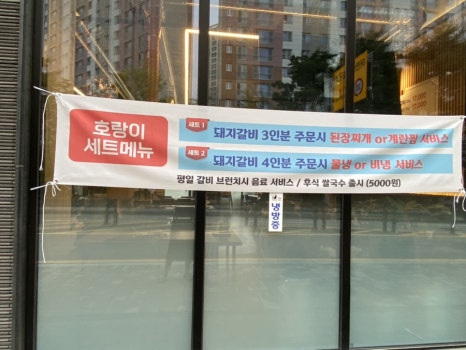 호랑이
세트메뉴
세트 1
돼지갈비 3인분 주문시 된장찌개 or계란찜 서비스
세트 2
돼지갈비 4인분 주문시 물냉 or 비냉 서비스
평일 갈비 브런치시 음료 서비스 / 후식 쌀국수 출시 (5000원)
냉방중